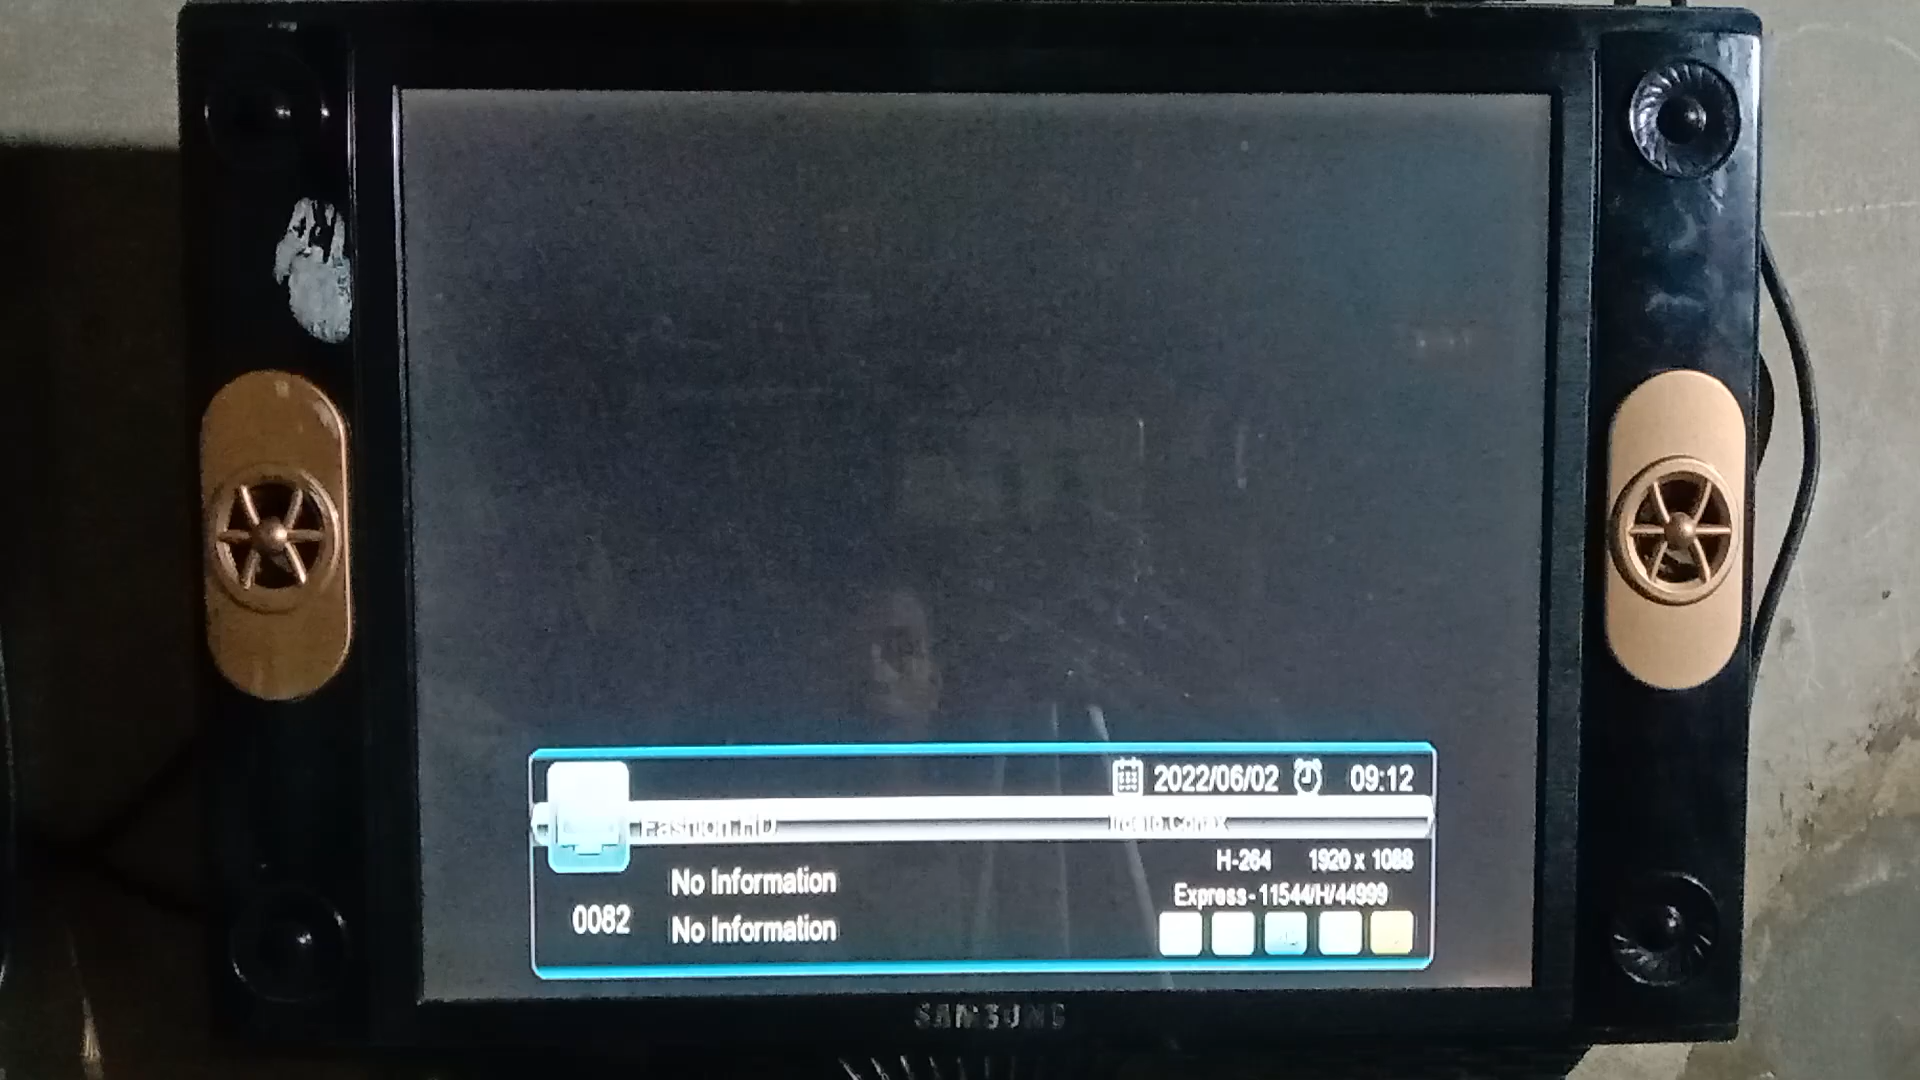 2022/06/02 09:12
Fashion HD
H-264 1920 x 1088
No Information
Express - 11544/H/44999
0082
No Information
SAMSUNG